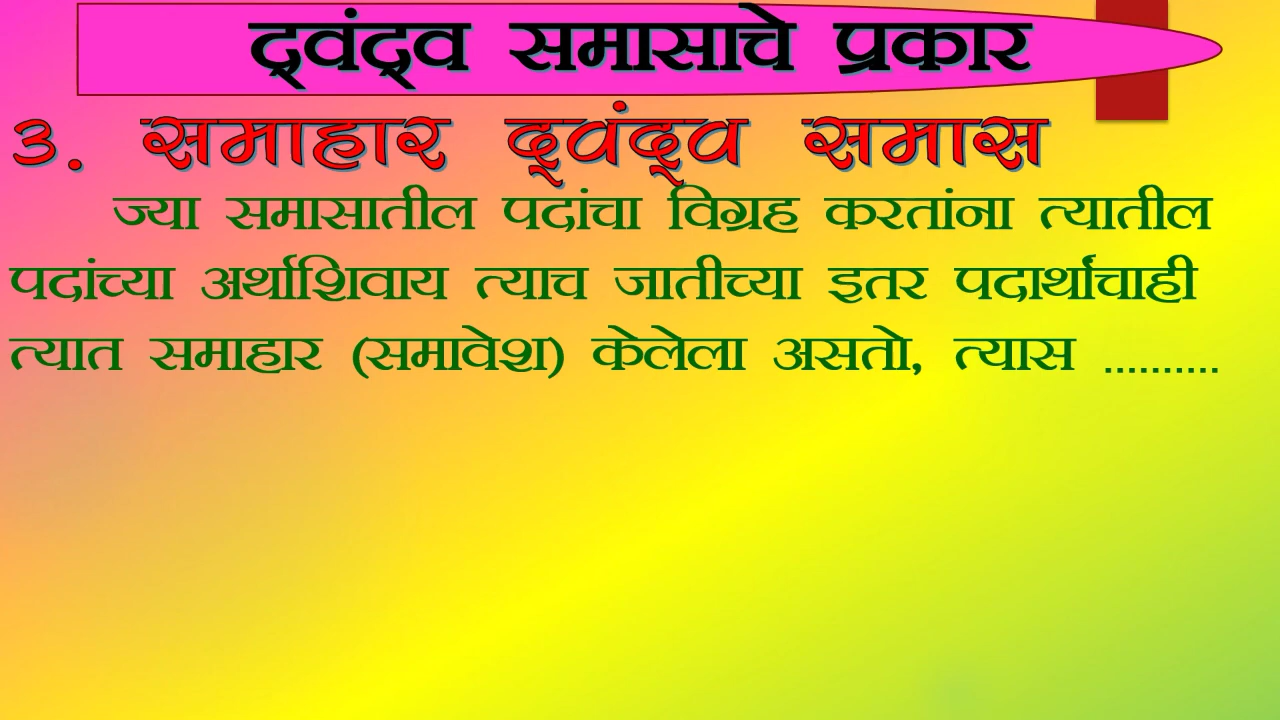 द्वंद्व समासाचे प्रकार
३. समाहार द्वंद्व समास
ज्या समासातील पदांचा विग्रह करतांना त्यातील
पदांच्या अर्थाशिवाय त्याच जातीच्या इतर पदार्थांचाही
त्यात समाहार (समावेश) केलेला असतो, त्यास ..........